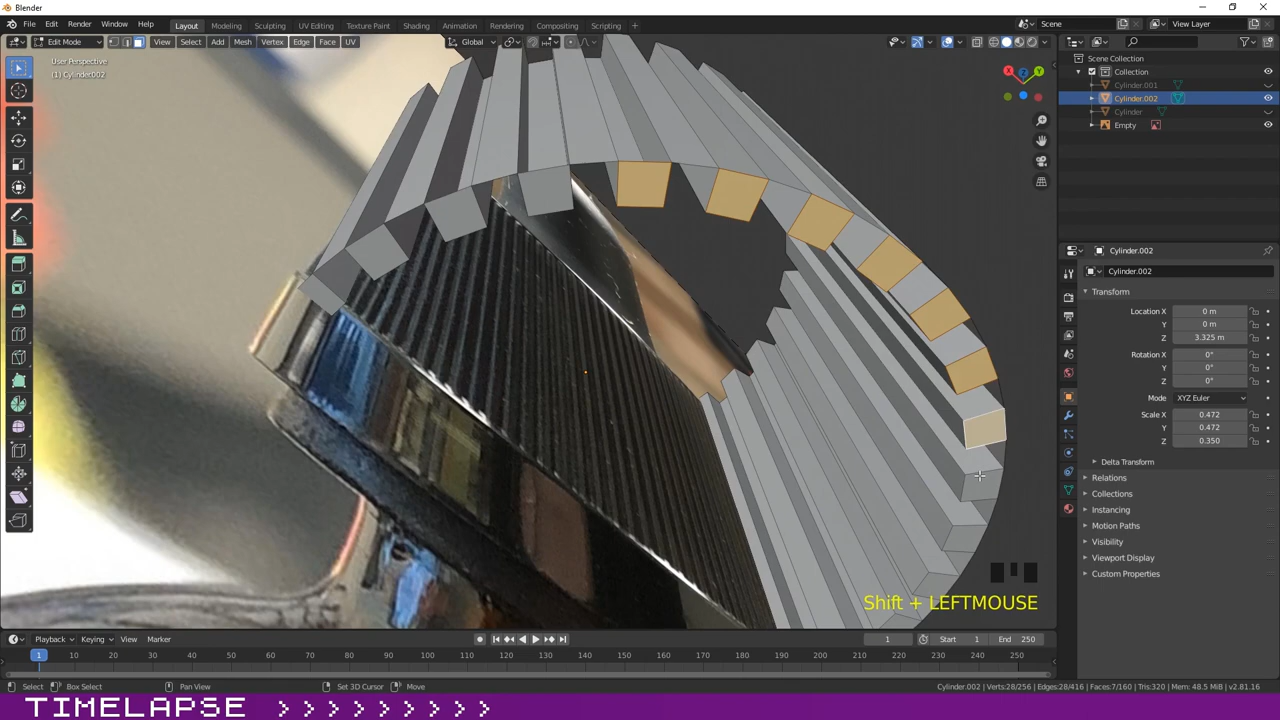 Blender
File Edit Render Window Help Layout Modeling Sculpting UV Editing Texture Paint Shading Animation Rendering Compositing Scripting + Scene View Layer
Edit Mode View Select Add Mesh Vertex Edge Face UV Global
User Perspective
(1) Cylinder.002
Scene Collection
Collection
Cylinder.001
Cylinder.002
Cylinder
Empty
Cylinder.002
Cylinder.002
Transform
Location X 0 m
Y 0 m
Z 3.325 m
Rotation X 0°
Y 0°
Z 0°
Mode XYZ Euler
Scale X 0.472
Y 0.472
Z 0.350
Delta Transform
Relations
Collections
Instancing
Motion Paths
Visibility
Viewport Display
Custom Properties
Shift + LEFTMOUSE
Playback Keying View Marker 1 Start 1 End 250
1 10 20 30 40 50 60 70 80 90 100 110 120 130 140 150 160 170 180 190 200 210 220 230 240 250
Select Box Select Pan View Set 3D Cursor Move Cylinder.002 | Verts:28/256 | Edges:28/416 | Faces:7/160 | Tris:320 | Mem: 48.5 MiB | v2.81.16
TIMELAPSE > > > > > > > > >